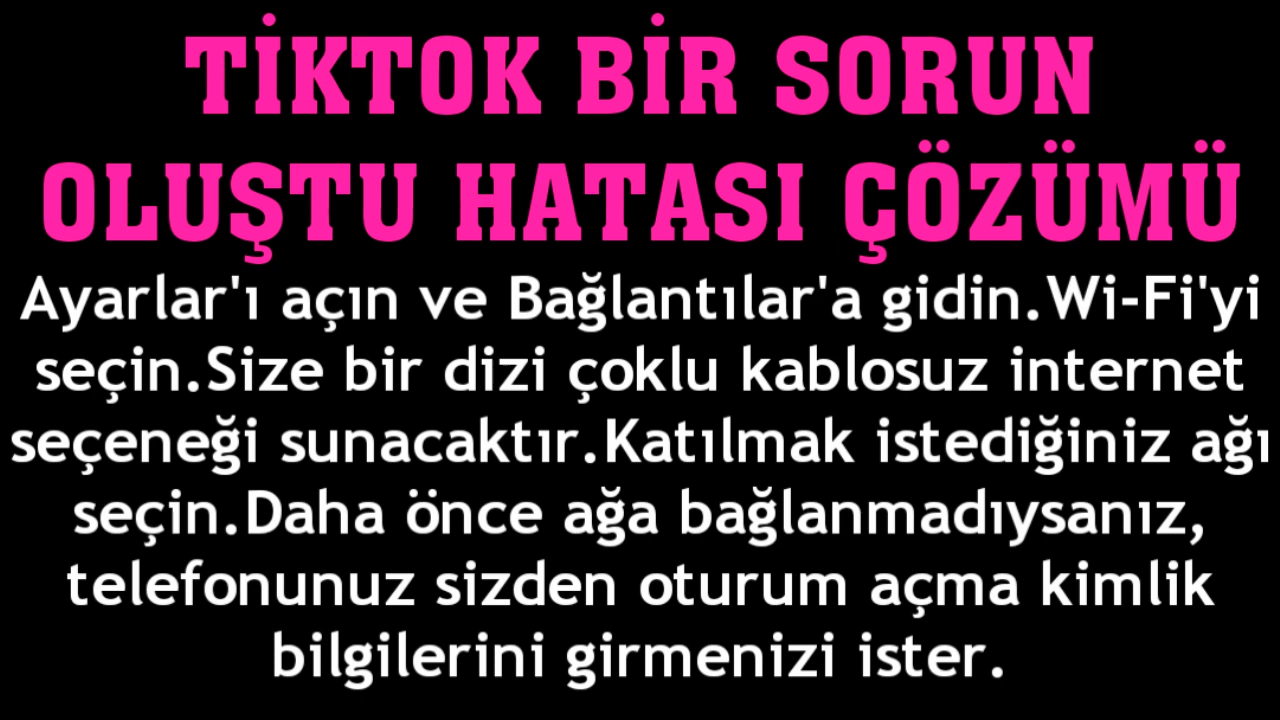 TİKTOK BİR SORUN
OLUŞTU HATASI ÇÖZÜMÜ
Ayarlar'ı açın ve Bağlantılar'a gidin.Wi-Fi'yi
seçin.Size bir dizi çoklu kablosuz internet
seçeneği sunacaktır.Katılmak istediğiniz ağı
seçin.Daha önce ağa bağlanmadıysanız,
telefonunuz sizden oturum açma kimlik
bilgilerini girmenizi ister.